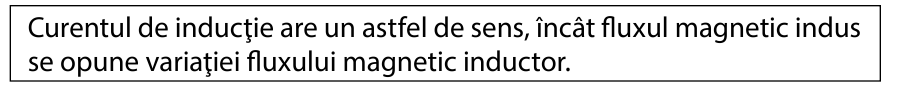 Curentul de inducţie are un astfel de sens, încât fluxul magnetic indus
se opune variaţiei fluxului magnetic inductor.